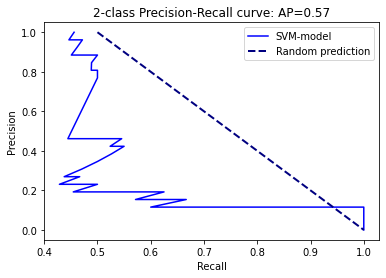 2-class Precision-Recall curve: AP=0.57
SVM-model
Random prediction
Precision
1.0
0.8
0.6
0.4
0.2
0.0
0.4 0.5 0.6 0.7 0.8 0.9 1.0
Recall